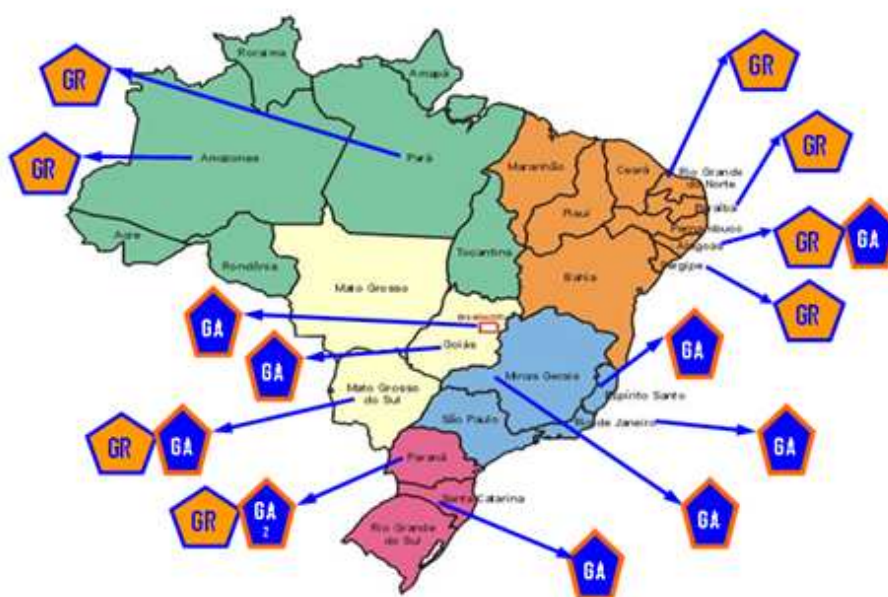 Roraima
Amapá
GR
GR
GR
Amazonas
Pará
Maranhão
Ceará
Rio Grande
do Norte
GR
Paraíba
Piauí
Pernambuco
Alagoas
GR
GA
Acre
Rondônia
Tocantins
Sergipe
Bahia
Mato Grosso
GR
GA
Goiás
GA
GA
Minas Gerais
Mato Grosso
do Sul
Espírito Santo
São Paulo
Rio de Janeiro
GR
GA
GA
Paraná
GR
GA
2
GA
Santa Catarina
Rio Grande
do Sul
GA